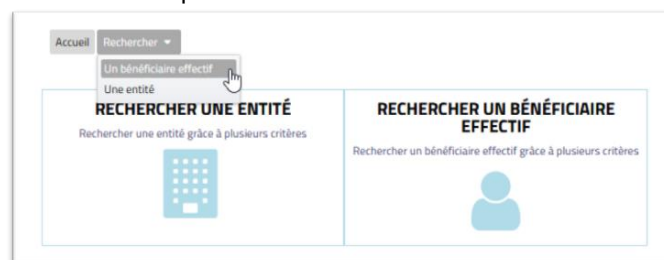 Accueil Rechercher
Un bénéficiaire effectif
Une entité
RECHERCHER UNE ENTITÉ
Rechercher une entité grâce à plusieurs critères
RECHERCHER UN BÉNÉFICIAIRE
EFFECTIF
Rechercher un bénéficiaire effectif grâce à plusieurs critères